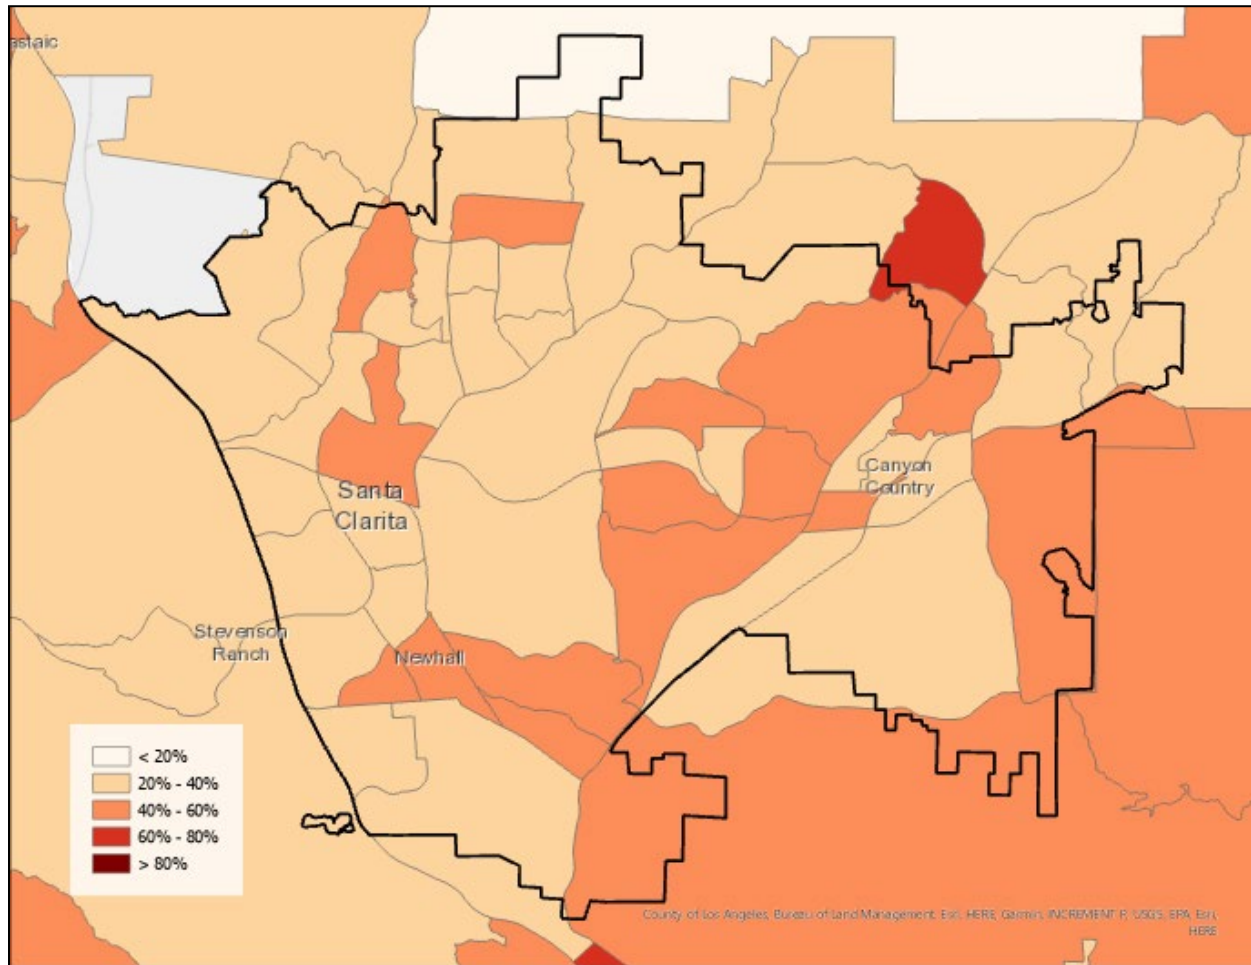 astaic
Canyon
Country
Santa
Clarita
Stevenson
Ranch
Newhall
< 20%
20% - 40%
40% - 60%
60% - 80%
> 80%
County of Los Angeles, Bureau of Land Management, Esri, HERE, Garmin, INCREMENT P, USGS, EPA, Esri,
HERE